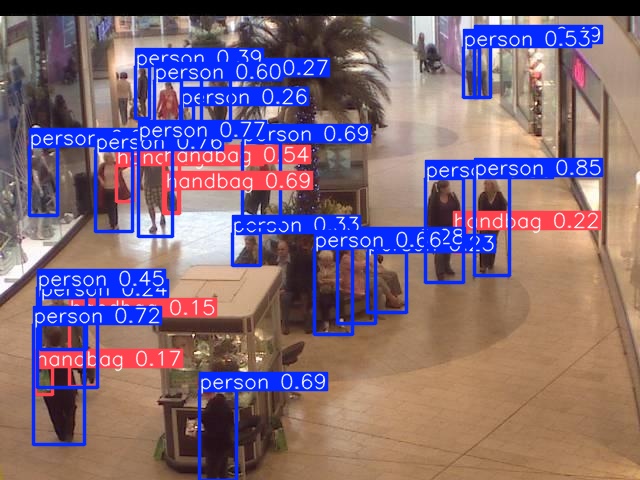 person 0.39
person 0.60
0.27
person 0.26
person 0.53
person
person 0.76
person 0.77
person 0.69
handbag 0.54
handbag 0.69
person 0.85
handbag 0.22
person 0.33
person 0.66
0.23
person 0.45
person 0.24
handbag 0.15
person 0.72
handbag 0.17
person 0.69